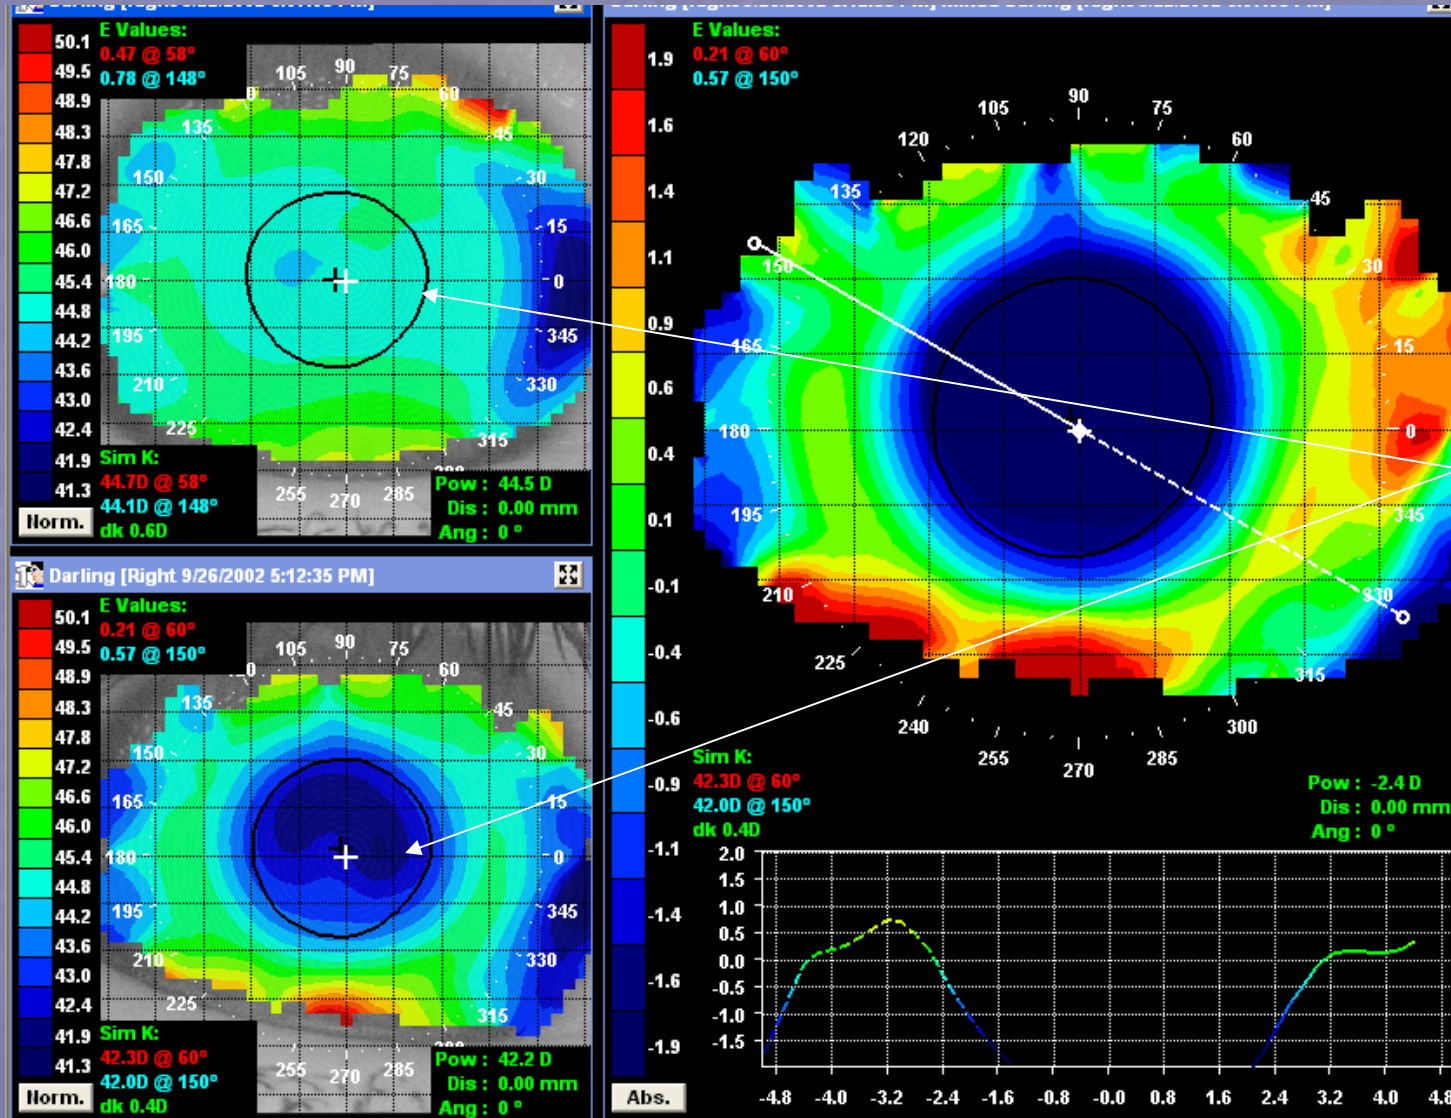 50.1
49.5
48.9
48.3
47.8
47.2
46.6
46.0
45.4
44.8
44.2
43.6
43.0
42.4
41.9
41.3
Norm.
E Values:
0.47 @ 58°
0.78 @ 148°
105 90 75
60
135 45
150 30
165 15
180 0
195 345
210 330
225 315
255 270 285
Sim K:
44.7D @ 58°
44.1D @ 148°
dk 0.6D
Pow : 44.5 D
Dis : 0.00 mm
Ang : 0 °
Darling [Right 9/26/2002 5:12:35 PM]
50.1
49.5
48.9
48.3
47.8
47.2
46.6
46.0
45.4
44.8
44.2
43.6
43.0
42.4
41.9
41.3
Norm.
E Values:
0.21 @ 60°
0.57 @ 150°
105 90 75
60
135 45
150 30
165 15
180 0
195 345
210 330
225 315
255 270 285
Sim K:
42.3D @ 60°
42.0D @ 150°
dk 0.4D
Pow : 42.2 D
Dis : 0.00 mm
Ang : 0 °
1.9
1.6
1.4
1.1
0.9
0.6
0.4
0.1
-0.1
-0.4
-0.6
-0.9
-1.1
-1.4
-1.6
-1.9
Abs.
E Values:
0.21 @ 60°
0.57 @ 150°
90
105 75
120 60
135 45
150 30
165 15
180 0
195 345
210 330
225 315
240 300
255 285
270
Sim K:
42.3D @ 60°
42.0D @ 150°
dk 0.4D
Pow : -2.4 D
Dis : 0.00 mm
Ang : 0 °
2.0
1.5
1.0
0.5
0.0
-0.5
-1.0
-1.5
-4.8 -4.0 -3.2 -2.4 -1.6 -0.8 -0.0 0.8 1.6 2.4 3.2 4.0 4.8